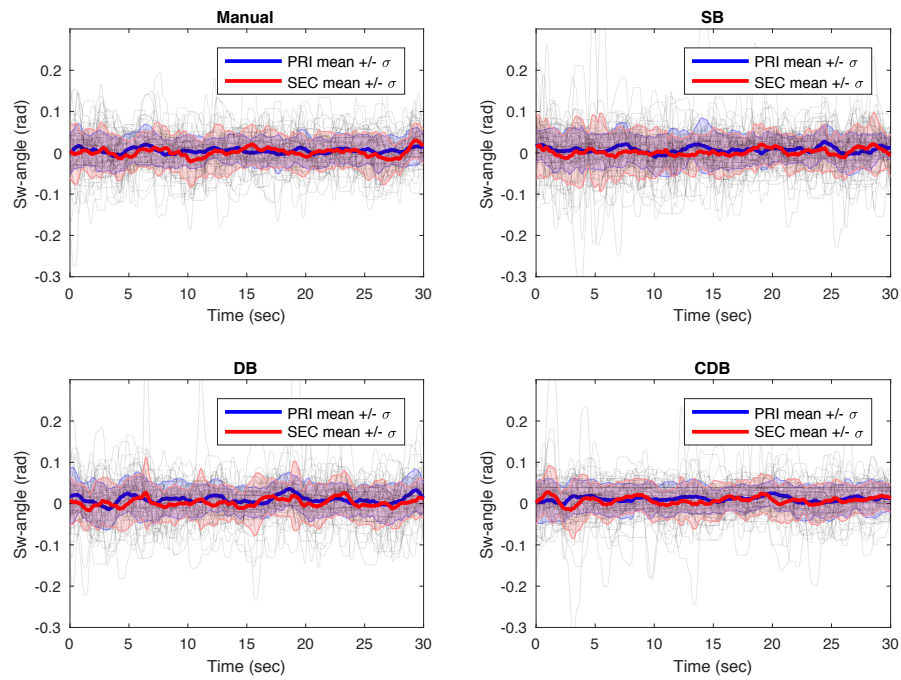 Manual
Sw-angle (rad)
0.2
0.1
0
-0.1
-0.2
-0.3
PRI mean +/- σ
SEC mean +/- σ
0 5 10 15 20 25 30
Time (sec)
SB
Sw-angle (rad)
0.2
0.1
0
-0.1
-0.2
-0.3
PRI mean +/- σ
SEC mean +/- σ
0 5 10 15 20 25 30
Time (sec)
DB
Sw-angle (rad)
0.2
0.1
0
-0.1
-0.2
-0.3
PRI mean +/- σ
SEC mean +/- σ
0 5 10 15 20 25 30
Time (sec)
CDB
Sw-angle (rad)
0.2
0.1
0
-0.1
-0.2
-0.3
PRI mean +/- σ
SEC mean +/- σ
0 5 10 15 20 25 30
Time (sec)